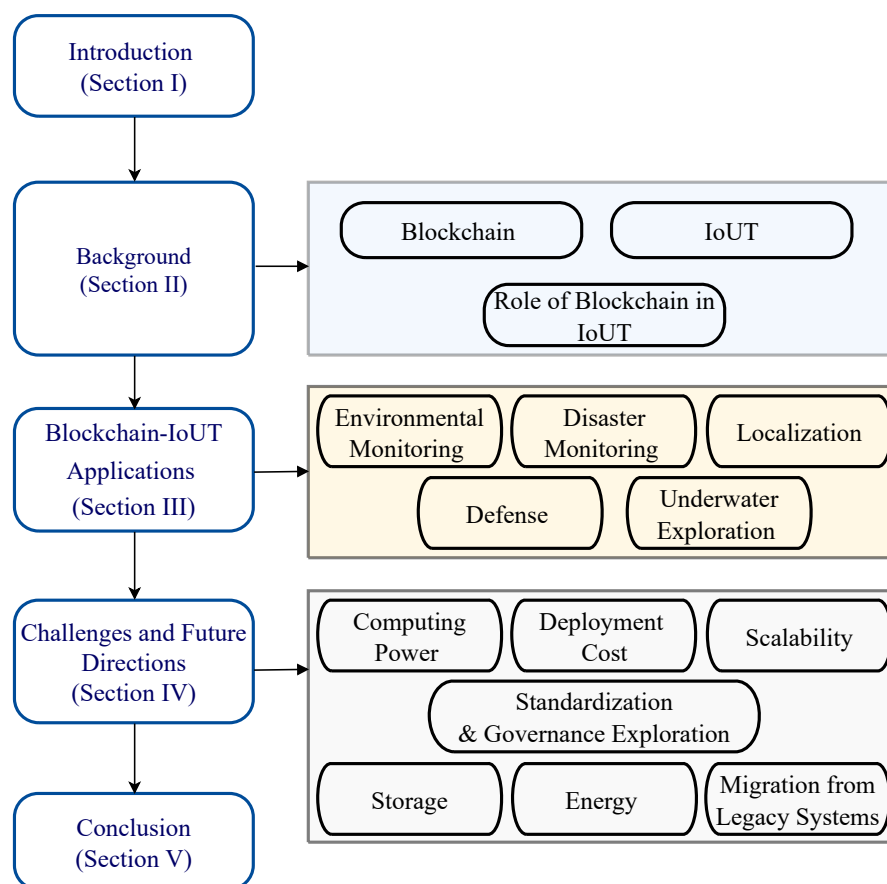 Introduction
(Section I)
Background
(Section II)
Blockchain
IoUT
Role of Blockchain in
IoUT
Blockchain-IoUT
Applications
(Section III)
Environmental
Monitoring
Disaster
Monitoring
Localization
Defense
Underwater
Exploration
Challenges and Future
Directions
(Section IV)
Computing
Power
Deployment
Cost
Scalability
Standardization
& Governance Exploration
Storage
Energy
Migration from
Legacy Systems
Conclusion
(Section V)